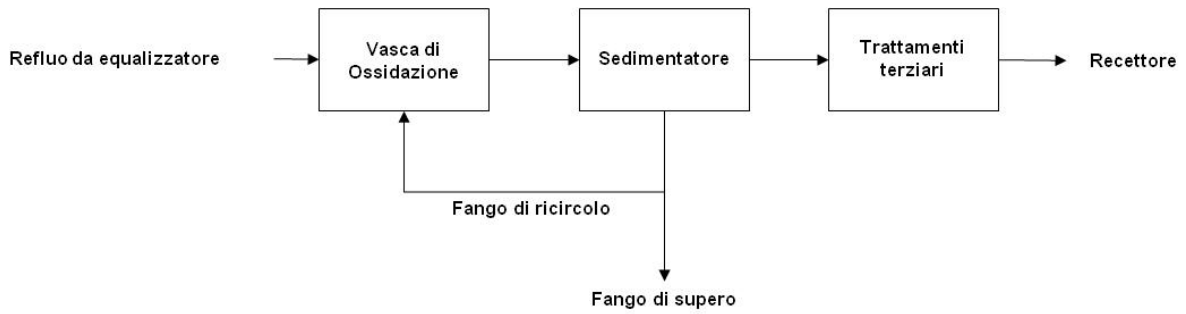 Refluo da equalizzatore
Vasca di
Ossidazione
Sedimentatore
Trattamenti
terziari
Recettore
Fango di ricircolo
Fango di supero